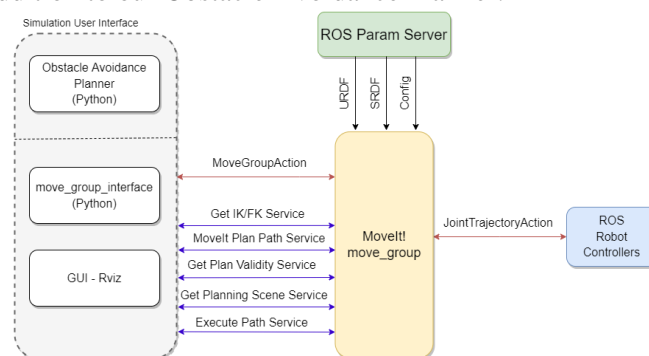 Simulation User Interface
Obstacle Avoidance
Planner
(Python)
move_group_interface
(Python)
GUI - Rviz
ROS Param Server
URDF
SRDF
Config
MoveGroupAction
Get IK/FK Service
MoveIt Plan Path Service
Get Plan Validity Service
Get Planning Scene Service
Execute Path Service
MoveIt!
move_group
JointTrajectoryAction
ROS
Robot
Controllers